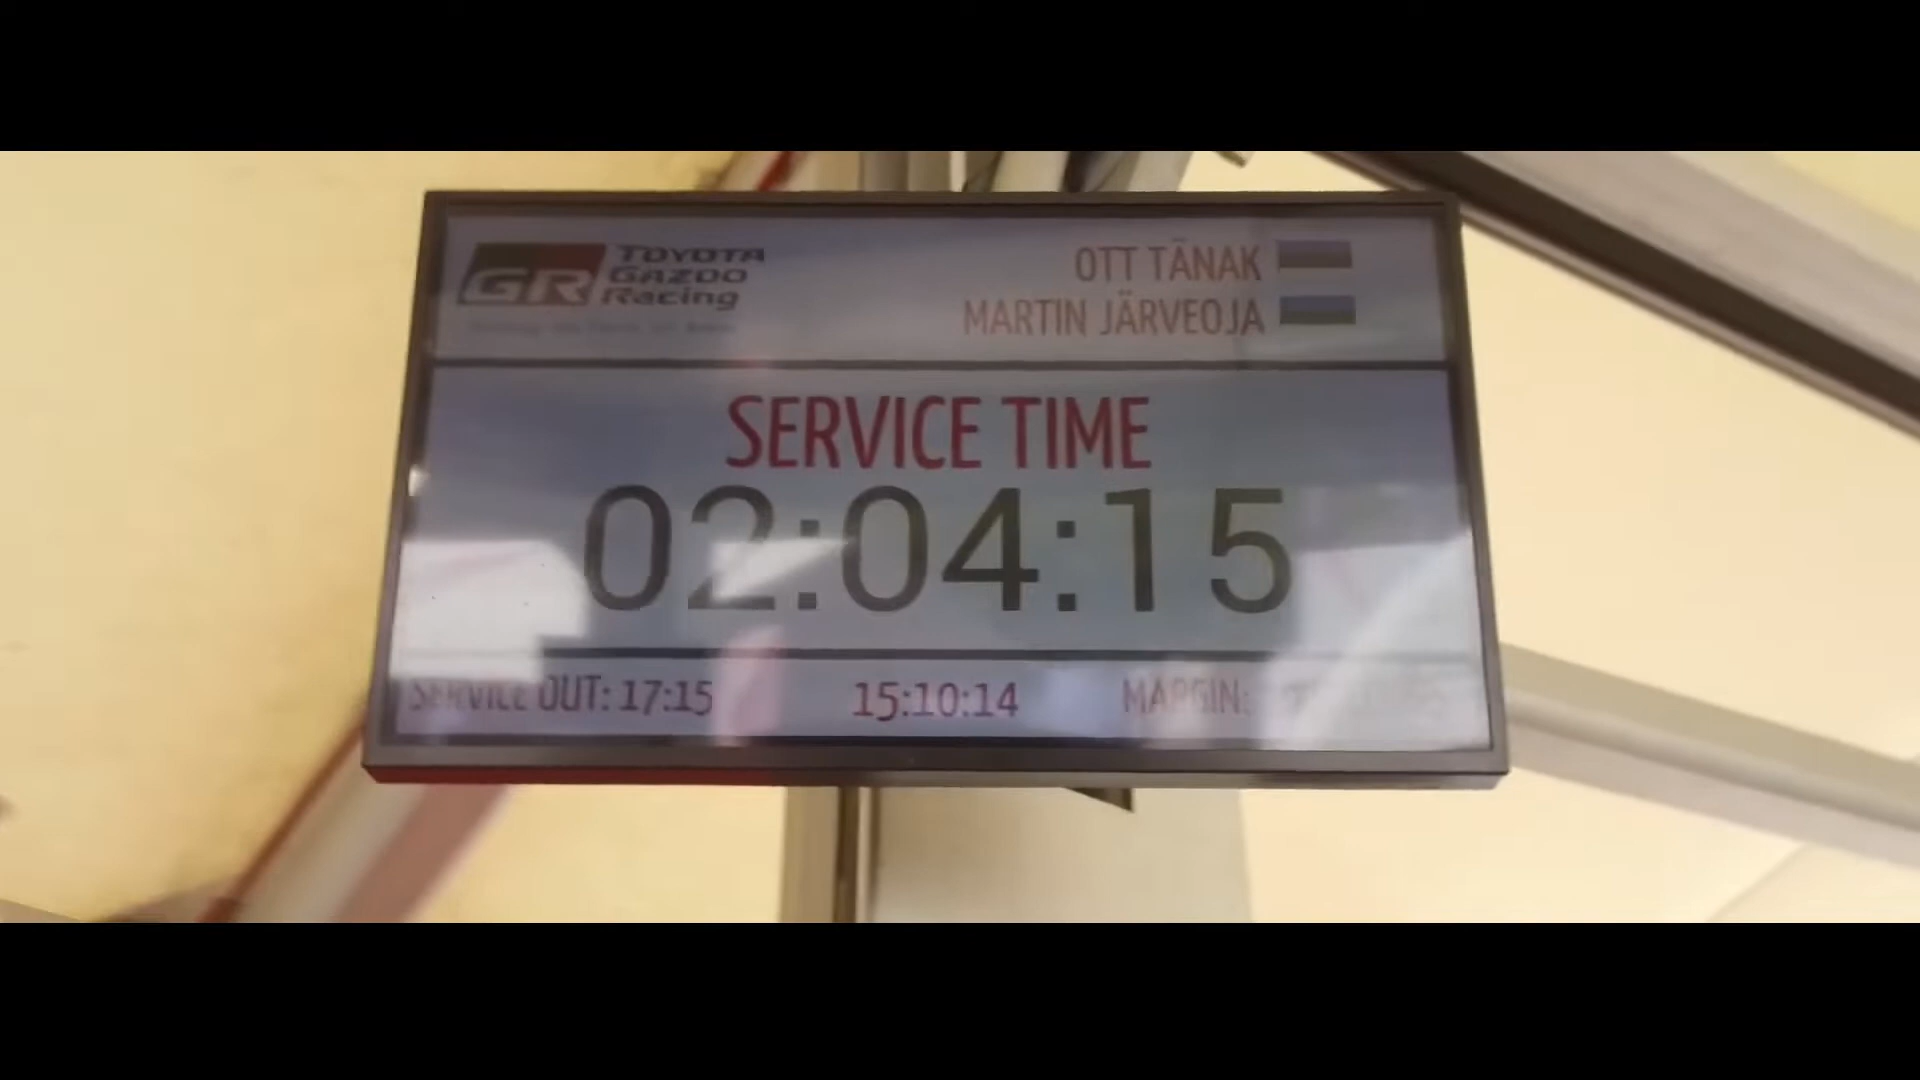 GR TOYOTA GAZOO Racing
OTT TÄNAK
MARTIN JÄRVEOJA
SERVICE TIME
02:04:15
SERVICE OUT: 17:15
15:10:14
MARGIN: